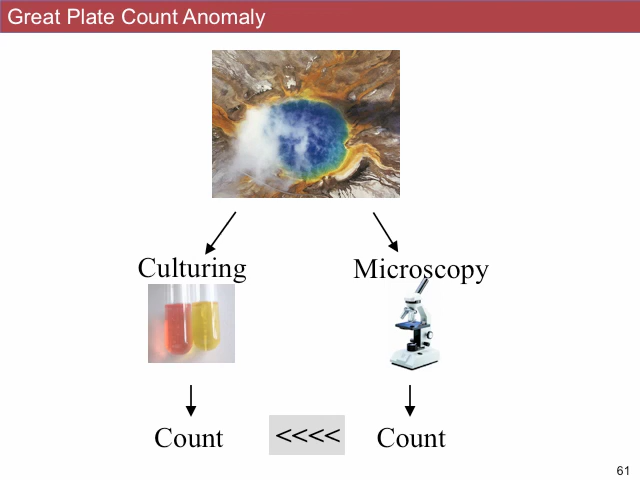 Great Plate Count Anomaly
Culturing
Microscopy
Count
<<<<
Count
61